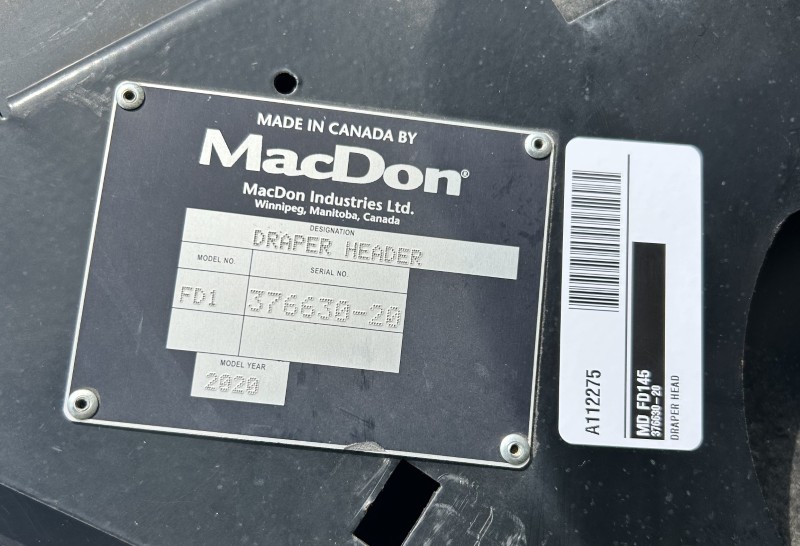 MADE IN CANADA BY
MacDon®
MacDon Industries Ltd.
Winnipeg, Manitoba, Canada
DESIGNATION
DRAPER HEADER
MODEL NO.
SERIAL NO.
FD1
376630-20
MODEL YEAR
2020
A112275
MD FD145
376630-20
DRAPER HEAD